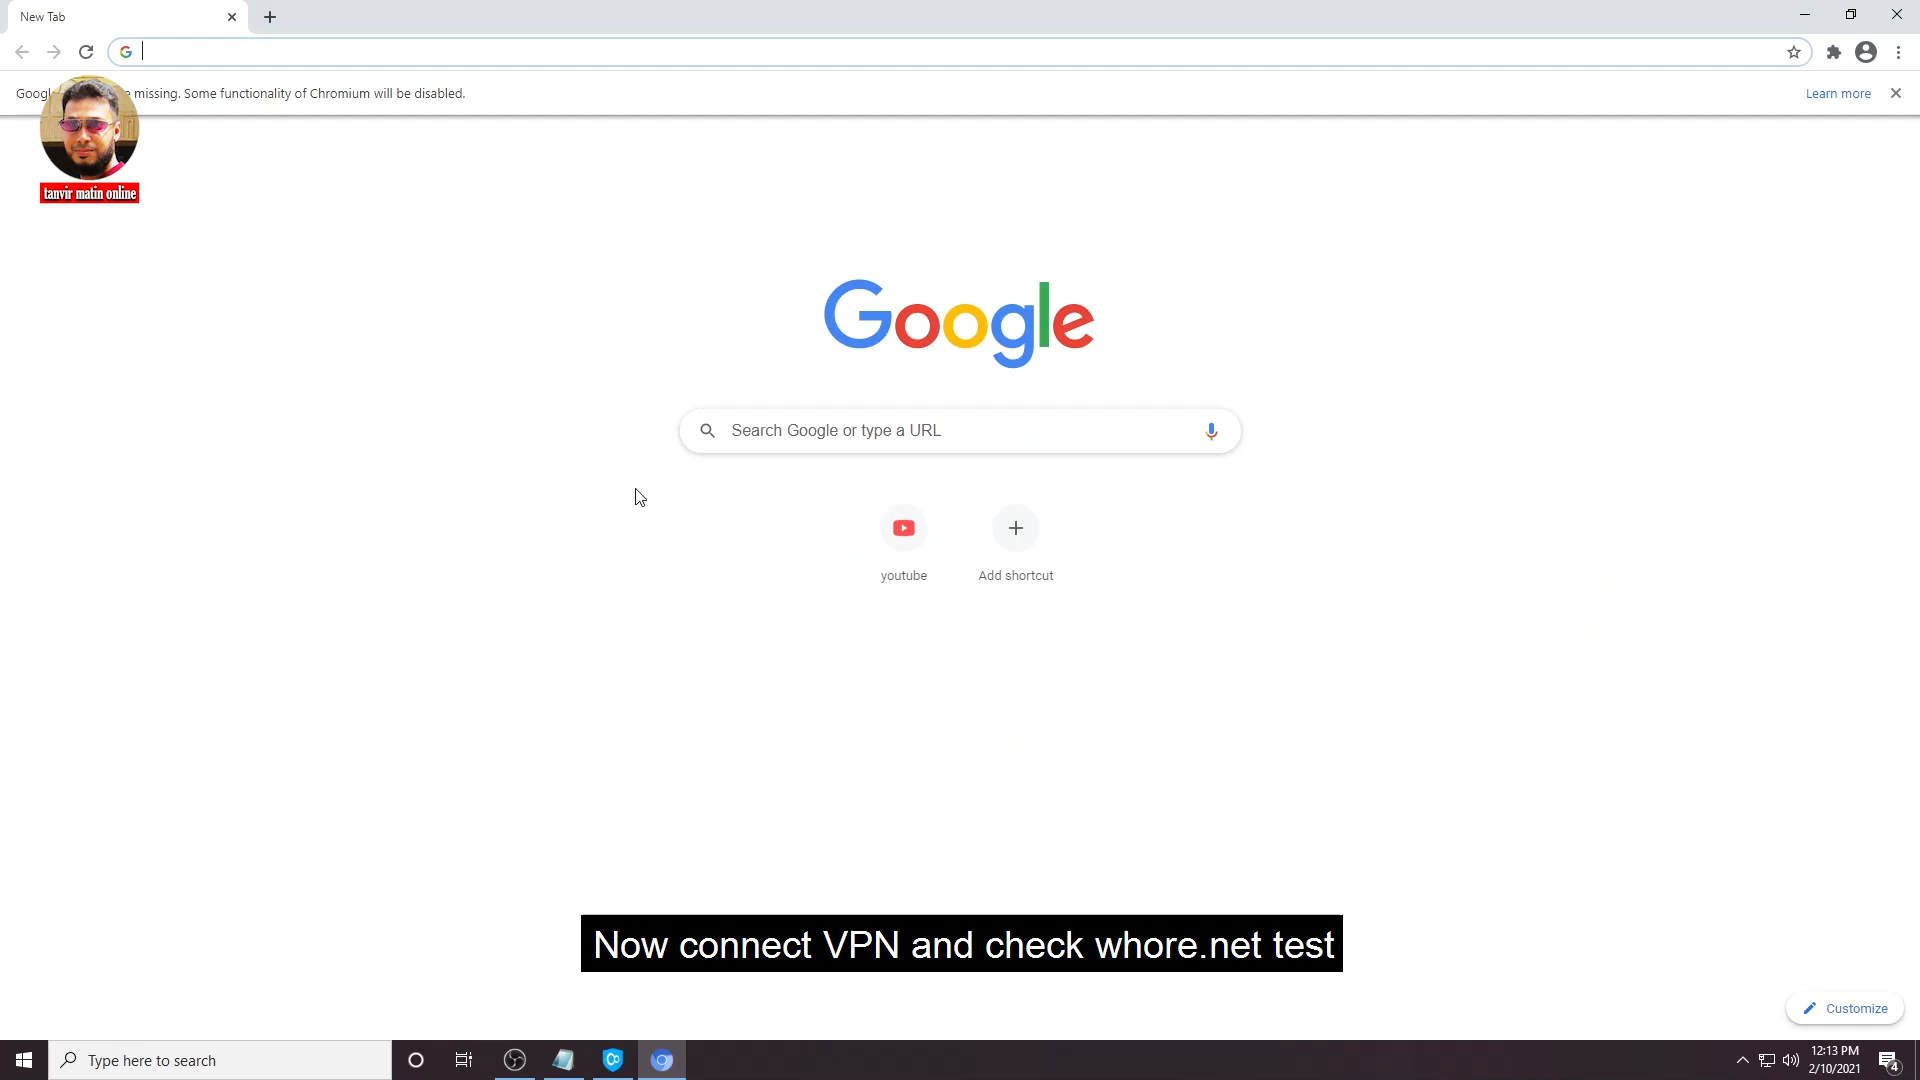 New Tab
Googl e missing. Some functionality of Chromium will be disabled.
Learn more
tanvir matin online
Google
Search Google or type a URL
youtube
Add shortcut
Now connect VPN and check whore.net test
Customize
Type here to search
12:13 PM
2/10/2021
4